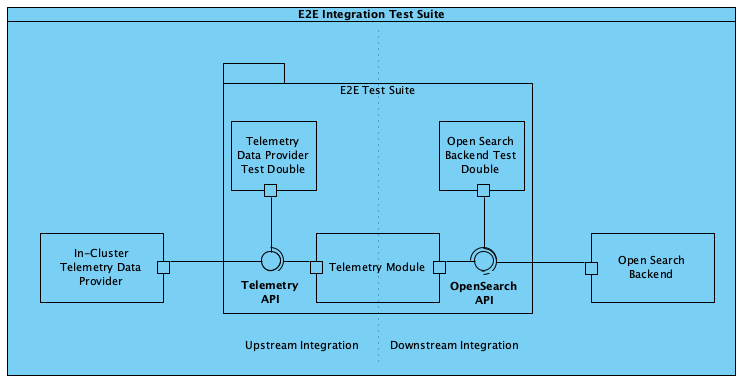 E2E Integration Test Suite
E2E Test Suite
Telemetry
Data Provider
Test Double
Open Search
Backend Test
Double
In-Cluster
Telemetry Data
Provider
Telemetry
API
Telemetry Module
OpenSearch
API
Open Search
Backend
Upstream Integration
Downstream Integration